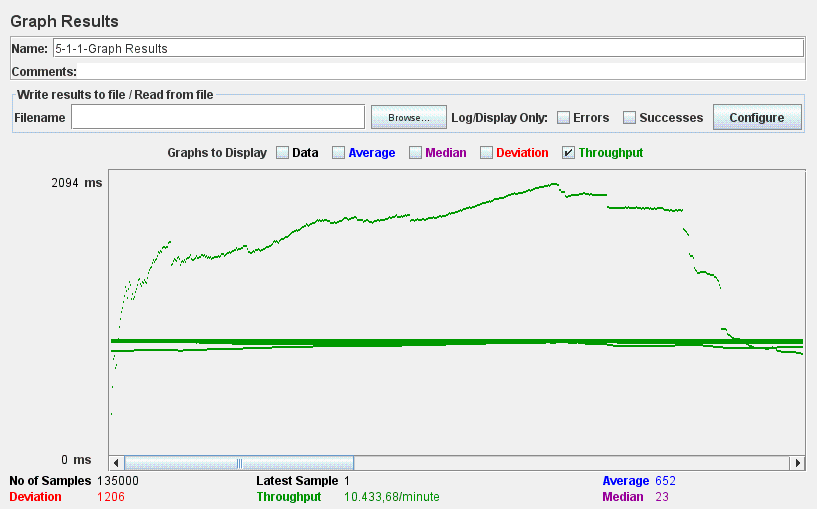 Graph Results
Name: 5-1-1-Graph Results
Comments:
Write results to file / Read from file
Filename Browse... Log/Display Only: Errors Successes Configure
Graphs to Display Data Average Median Deviation Throughput
2094 ms
0 ms
No of Samples 135000 Latest Sample 1 Average 652
Deviation 1206 Throughput 10.433,68/minute Median 23